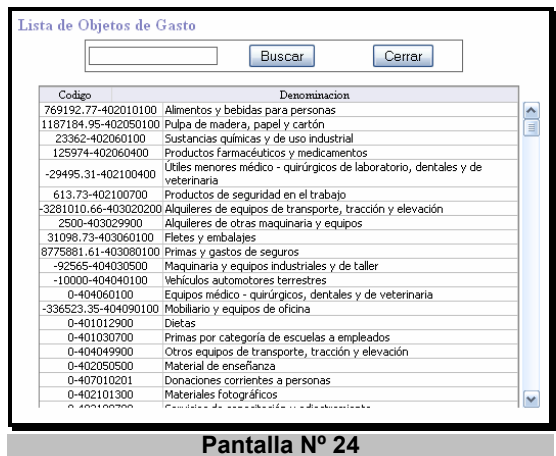 Lista de Objetos de Gasto
Buscar Cerrar
Codigo Denominacion
769192.77-402010100 Alimentos y bebidas para personas
1187184.95-402050100 Pulpa de madera, papel y cartón
23362-402060100 Sustancias químicas y de uso industrial
125974-402060400 Productos farmacéuticos y medicamentos
-29495.31-402100400 Útiles menores médico - quirúrgicos de laboratorio, dentales y de
veterinaria
613.73-402100700 Productos de seguridad en el trabajo
-3281010.66-403020200 Alquileres de equipos de transporte, tracción y elevación
2500-403029900 Alquileres de otras maquinaria y equipos
31098.73-403060100 Fletes y embalajes
8775881.61-403080100 Primas y gastos de seguros
-92565-404030500 Maquinaria y equipos industriales y de taller
-10000-404040100 Vehículos automotores terrestres
0-404060100 Equipos médico - quirúrgicos, dentales y de veterinaria
-336523.35-404090100 Mobiliario y equipos de oficina
0-401012900 Dietas
0-401030700 Primas por categoría de escuelas a empleados
0-404049900 Otros equipos de transporte, tracción y elevación
0-402050500 Material de enseñanza
0-407010201 Donaciones corrientes a personas
0-402101300 Materiales fotográficos
Pantalla Nº 24